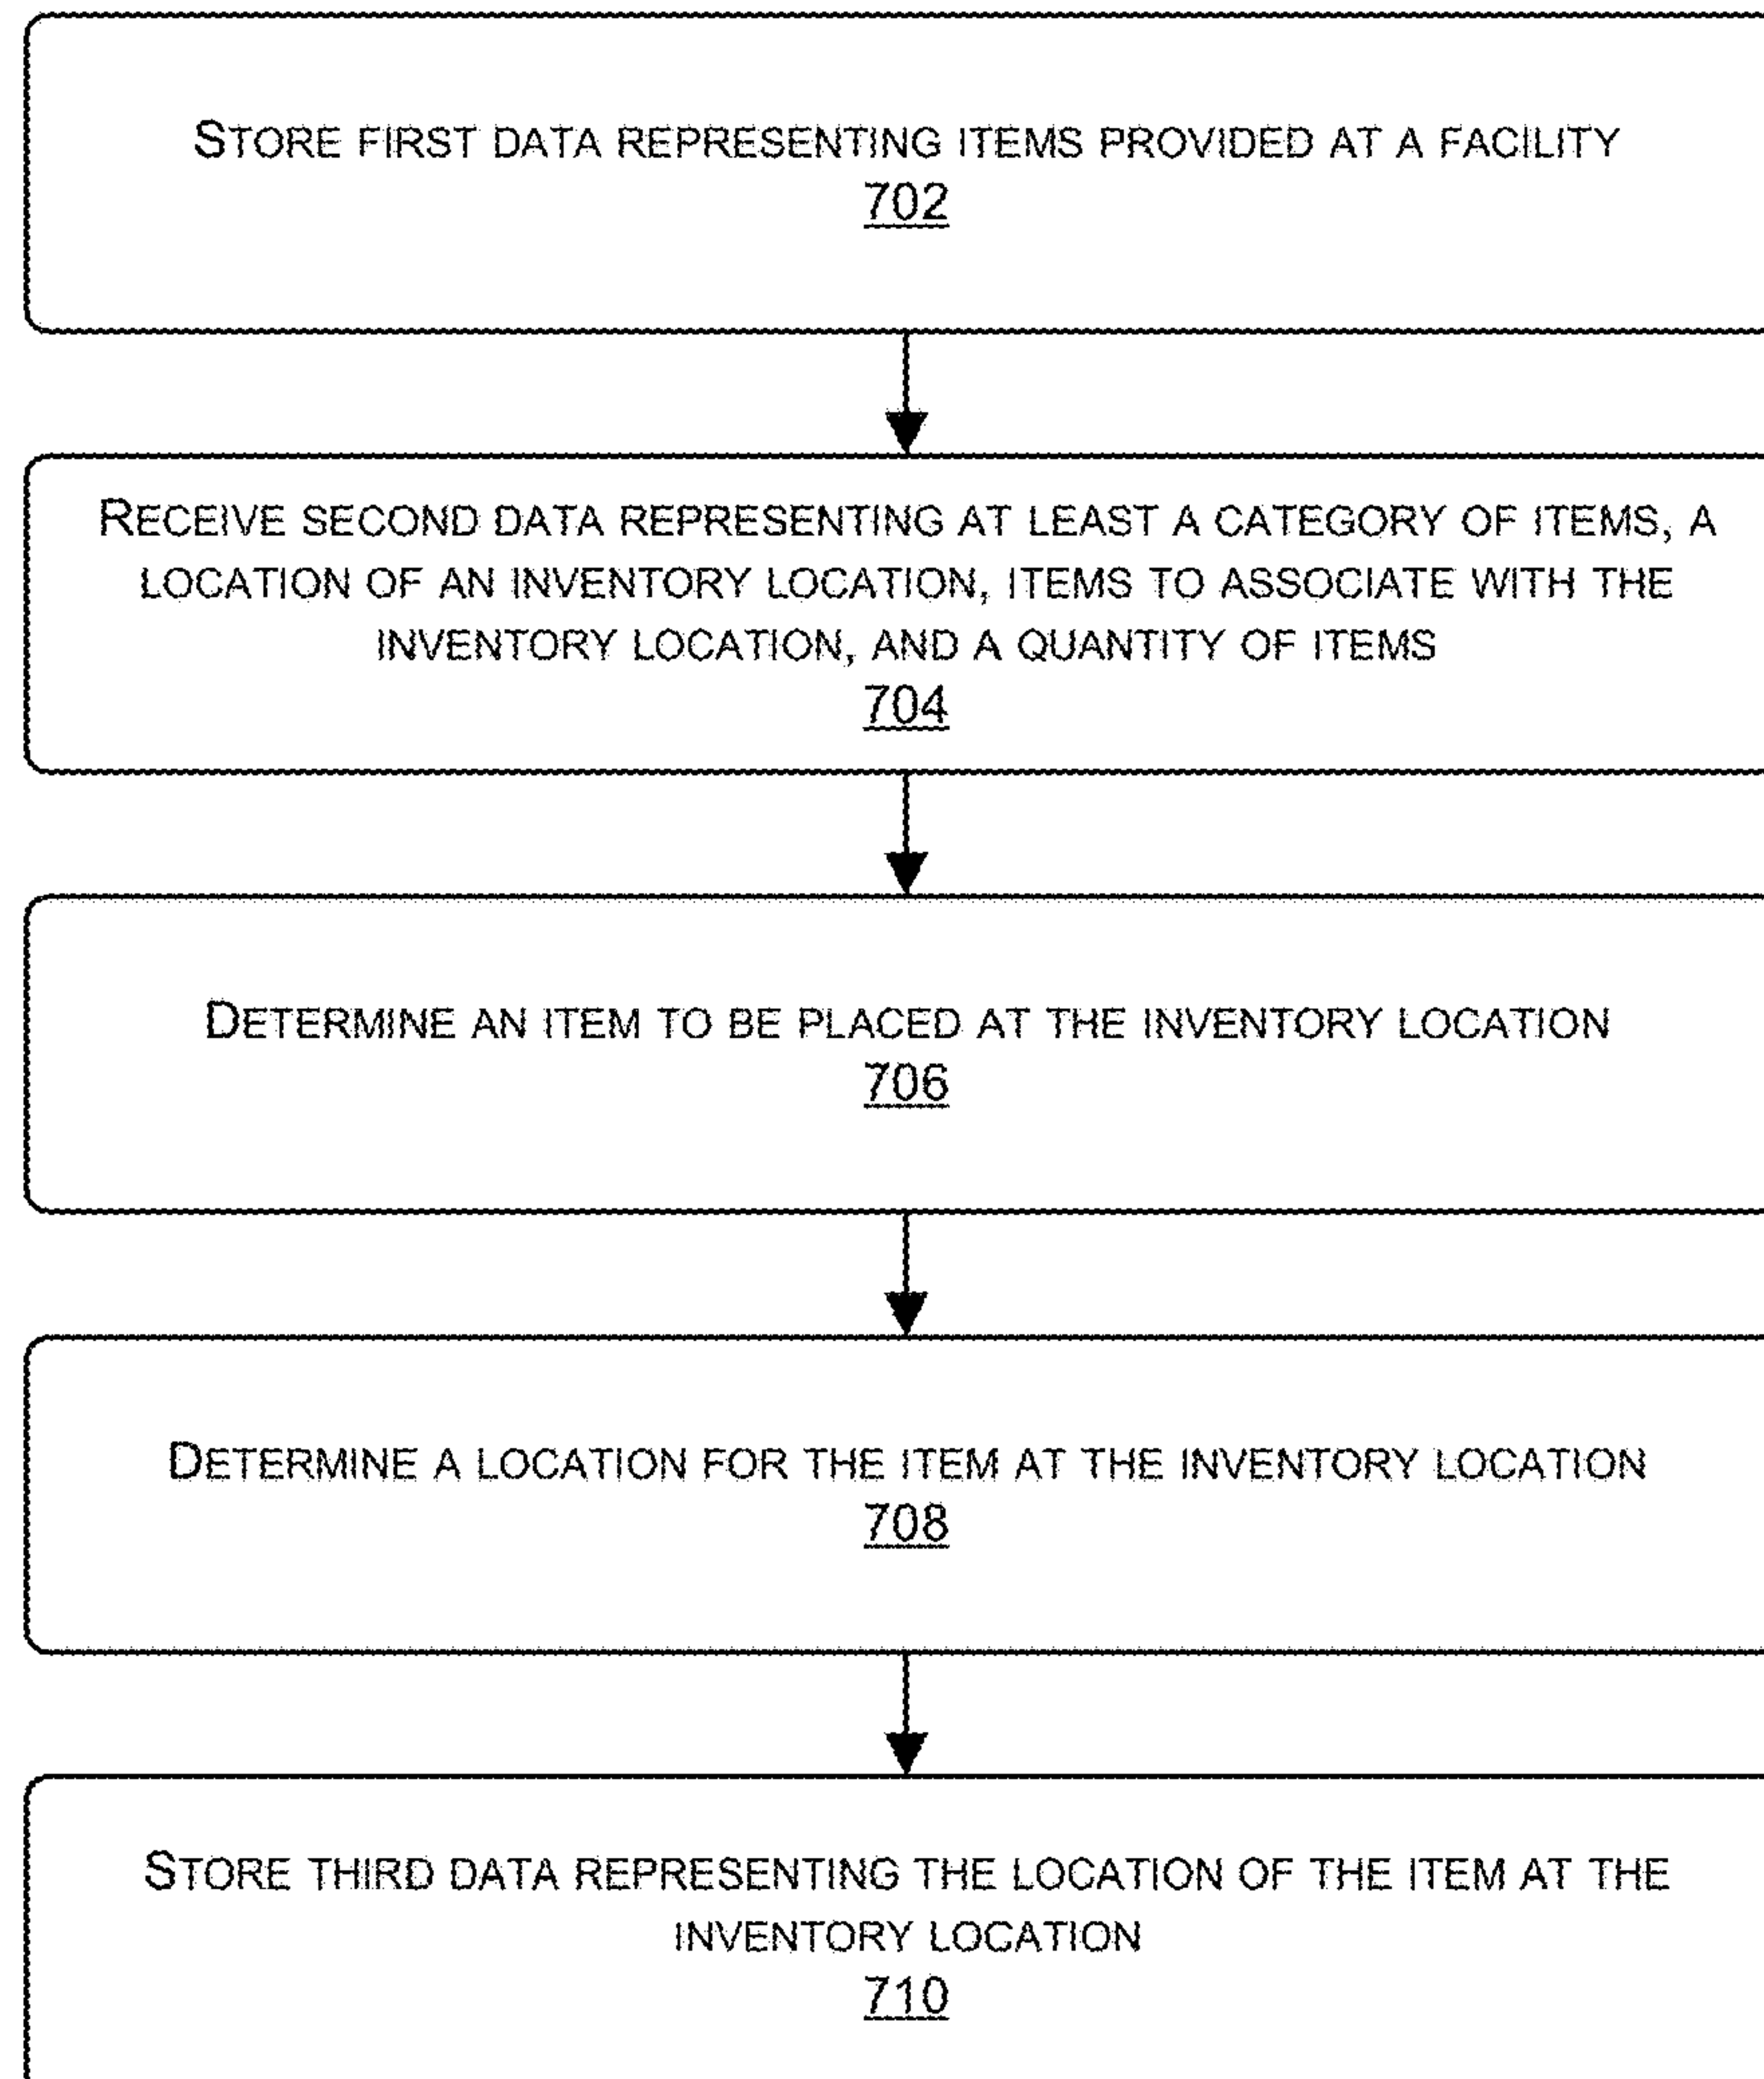 STORE FIRST DATA REPRESENTING ITEMS PROVIDED AT A FACILITY
702
RECEIVE SECOND DATA REPRESENTING AT LEAST A CATEGORY OF ITEMS, A
LOCATION OF AN INVENTORY LOCATION, ITEMS TO ASSOCIATE WITH THE
INVENTORY LOCATION, AND A QUANTITY OF ITEMS
704
DETERMINE AN ITEM TO BE PLACED AT THE INVENTORY LOCATION
706
DETERMINE A LOCATION FOR THE ITEM AT THE INVENTORY LOCATION
708
STORE THIRD DATA REPRESENTING THE LOCATION OF THE ITEM AT THE
INVENTORY LOCATION
710